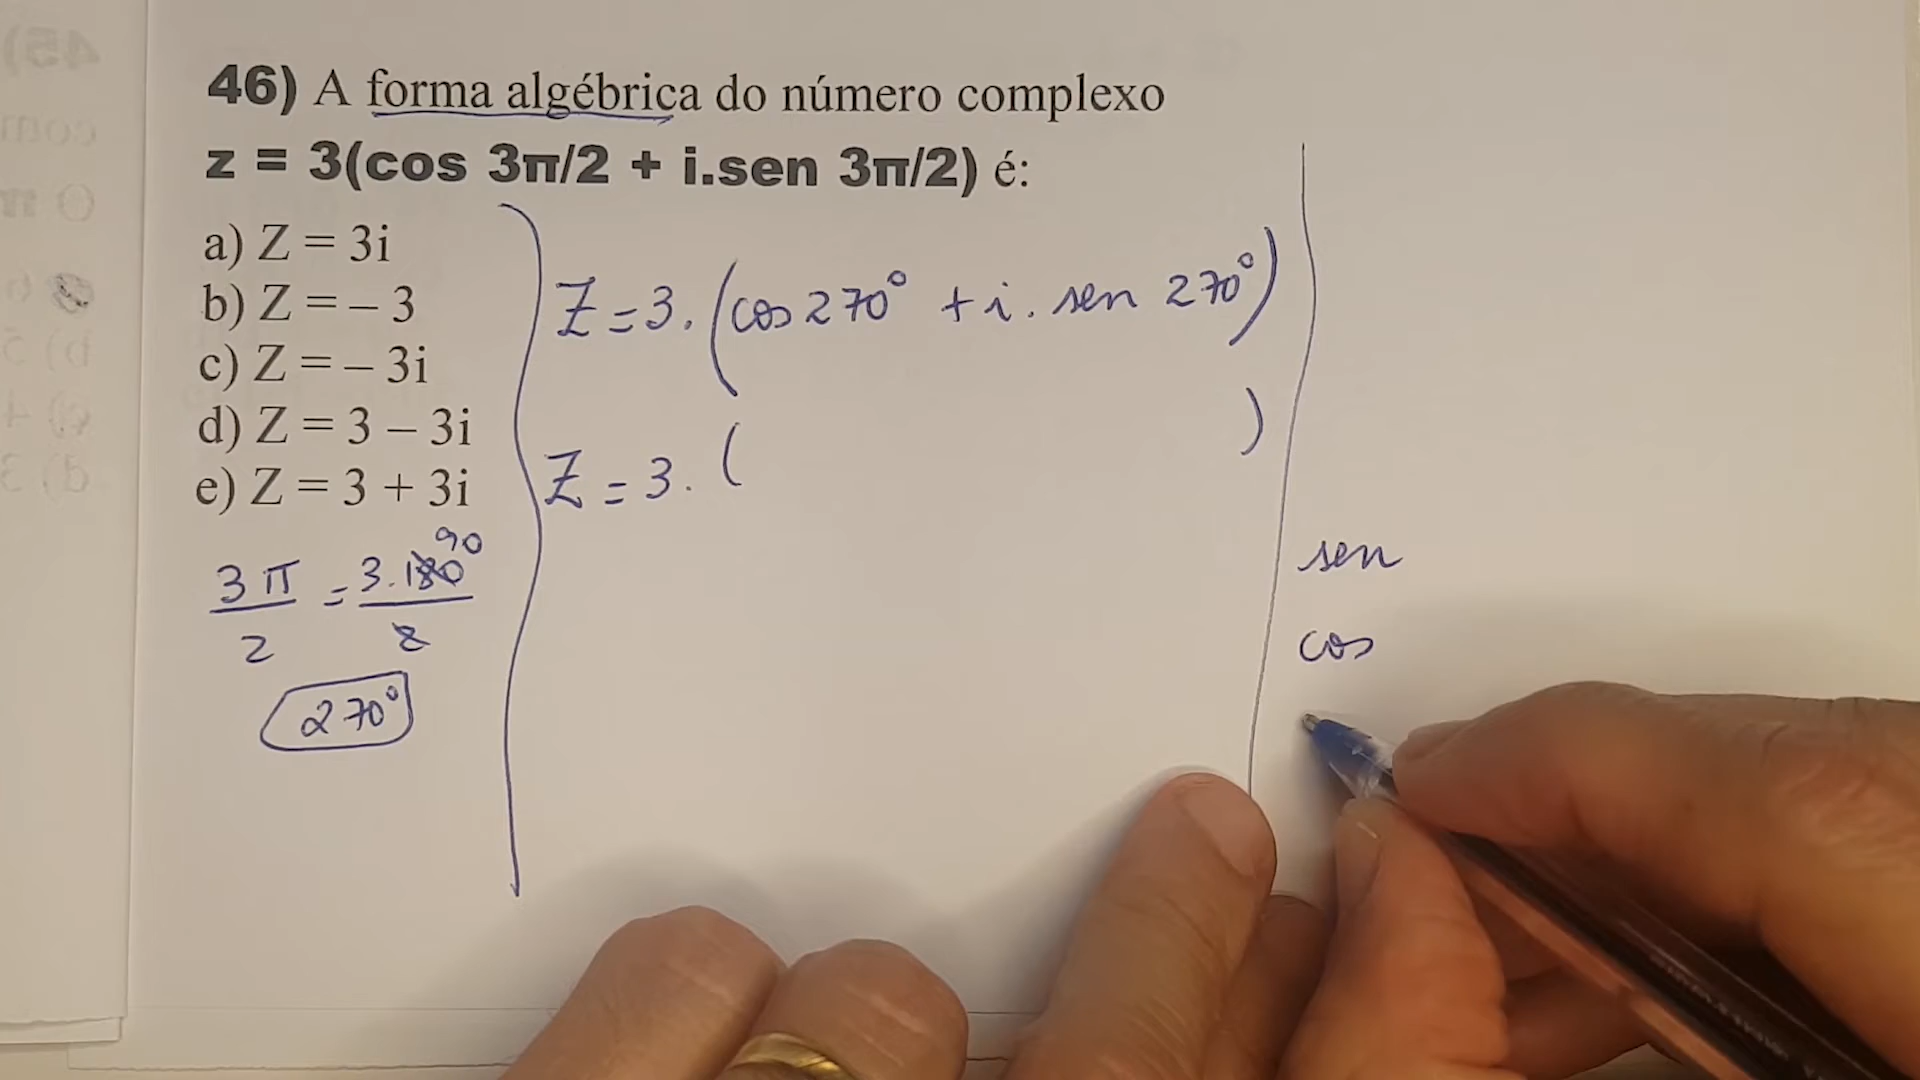 46) A forma algébrica do número complexo
z = 3(cos 3π/2 + i.sen 3π/2) é:
a) Z = 3i
b) Z = – 3
c) Z = – 3i
d) Z = 3 – 3i
e) Z = 3 + 3i
3π/2 = 3.180/2 90
270°
Z = 3. (cos 270° + i. sen 270°)
Z = 3. ( )
sen
cos